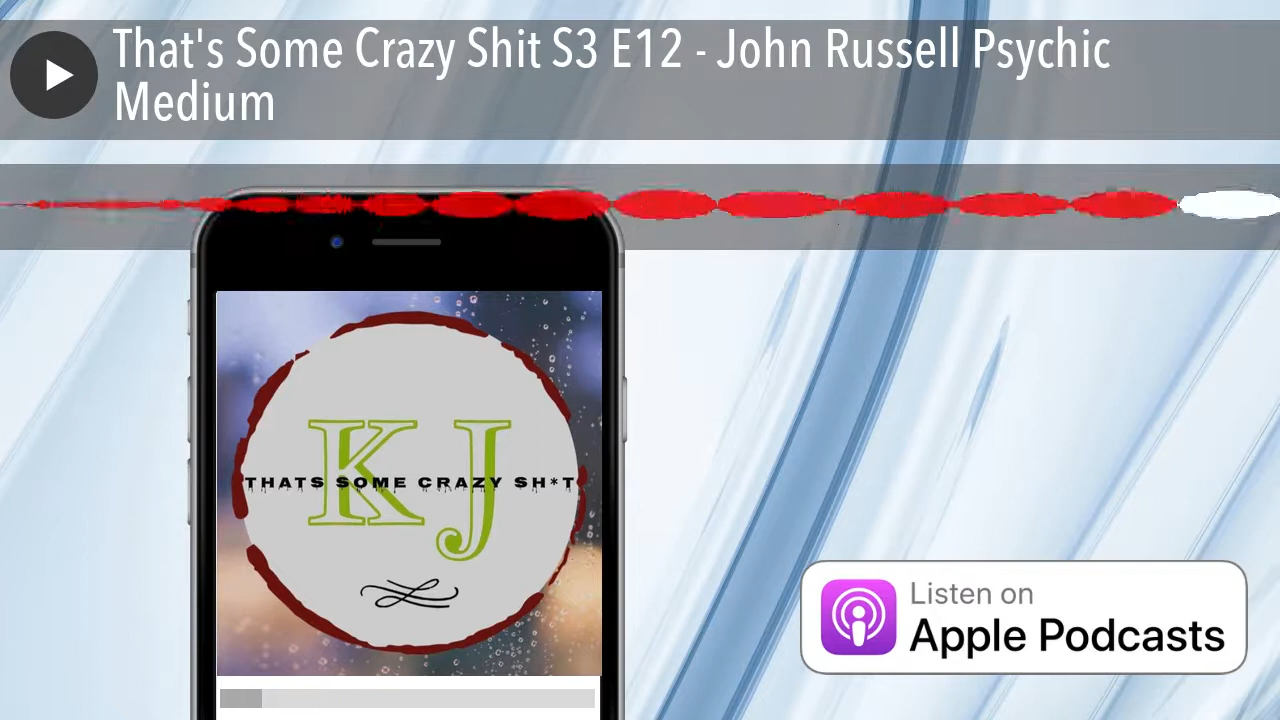 That's Some Crazy Shit S3 E12 - John Russell Psychic
Medium
KJ
THATS SOME CRAZY SH*T
Listen on
Apple Podcasts